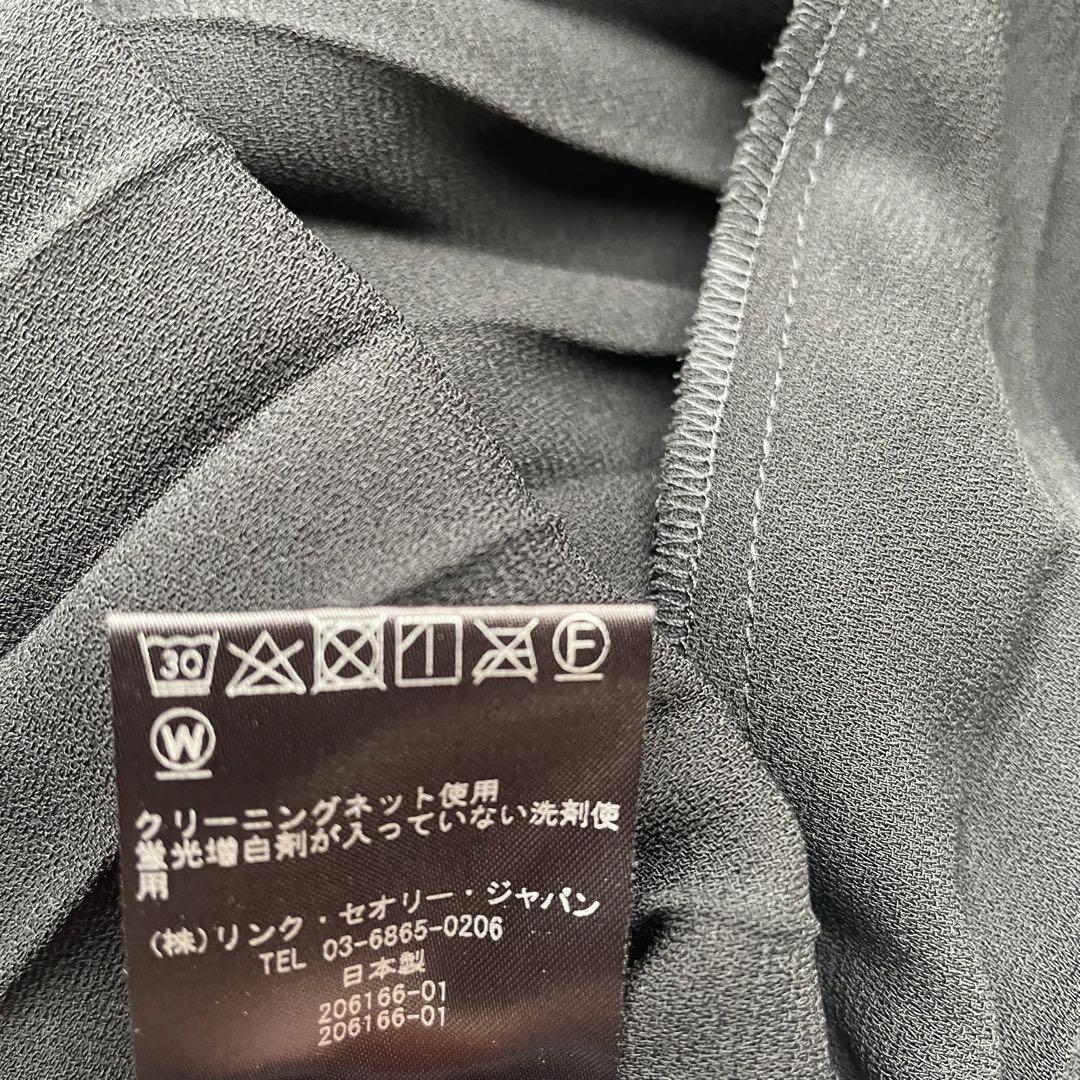 30 F
W
クリーニングネット使用
蛍光増白剤が入っていない洗剤使
用
(株)リンク・セオリー・ジャパン
TEL 03-6865-0206
日本製
206166-01
206166-01